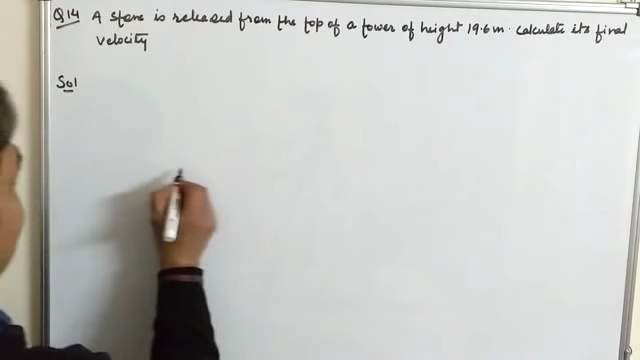 Q14 A stone is released from the top of a tower of height 19.6 m. calculate its final
velocity
Sol